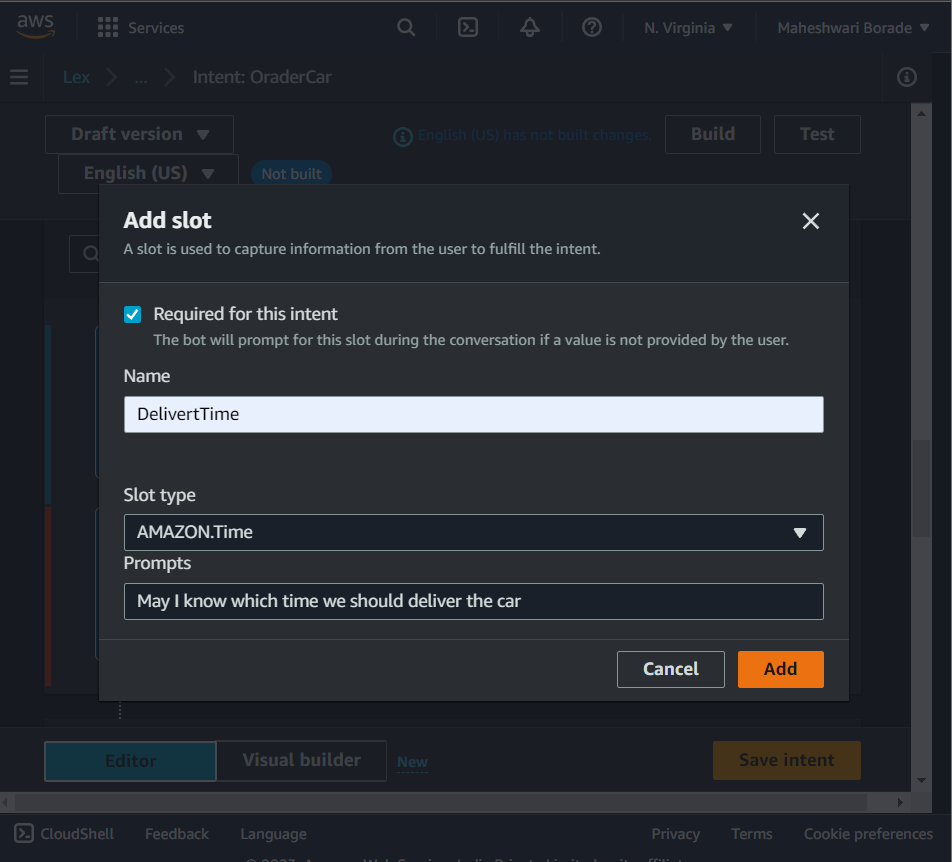 aws
Services
N. Virginia
Maheshwari Borade
Lex
...
Intent: OraderCar
Draft version
English (US) has not built changes.
Build
Test
English (US)
Not built
Add slot
A slot is used to capture information from the user to fulfill the intent.
Required for this intent
The bot will prompt for this slot during the conversation if a value is not provided by the user.
Name
DelivertTime
Slot type
AMAZON.Time
Prompts
May I know which time we should deliver the car
Cancel
Add
Editor
Visual builder
New
Save intent
CloudShell
Feedback
Language
Privacy
Terms
Cookie preferences